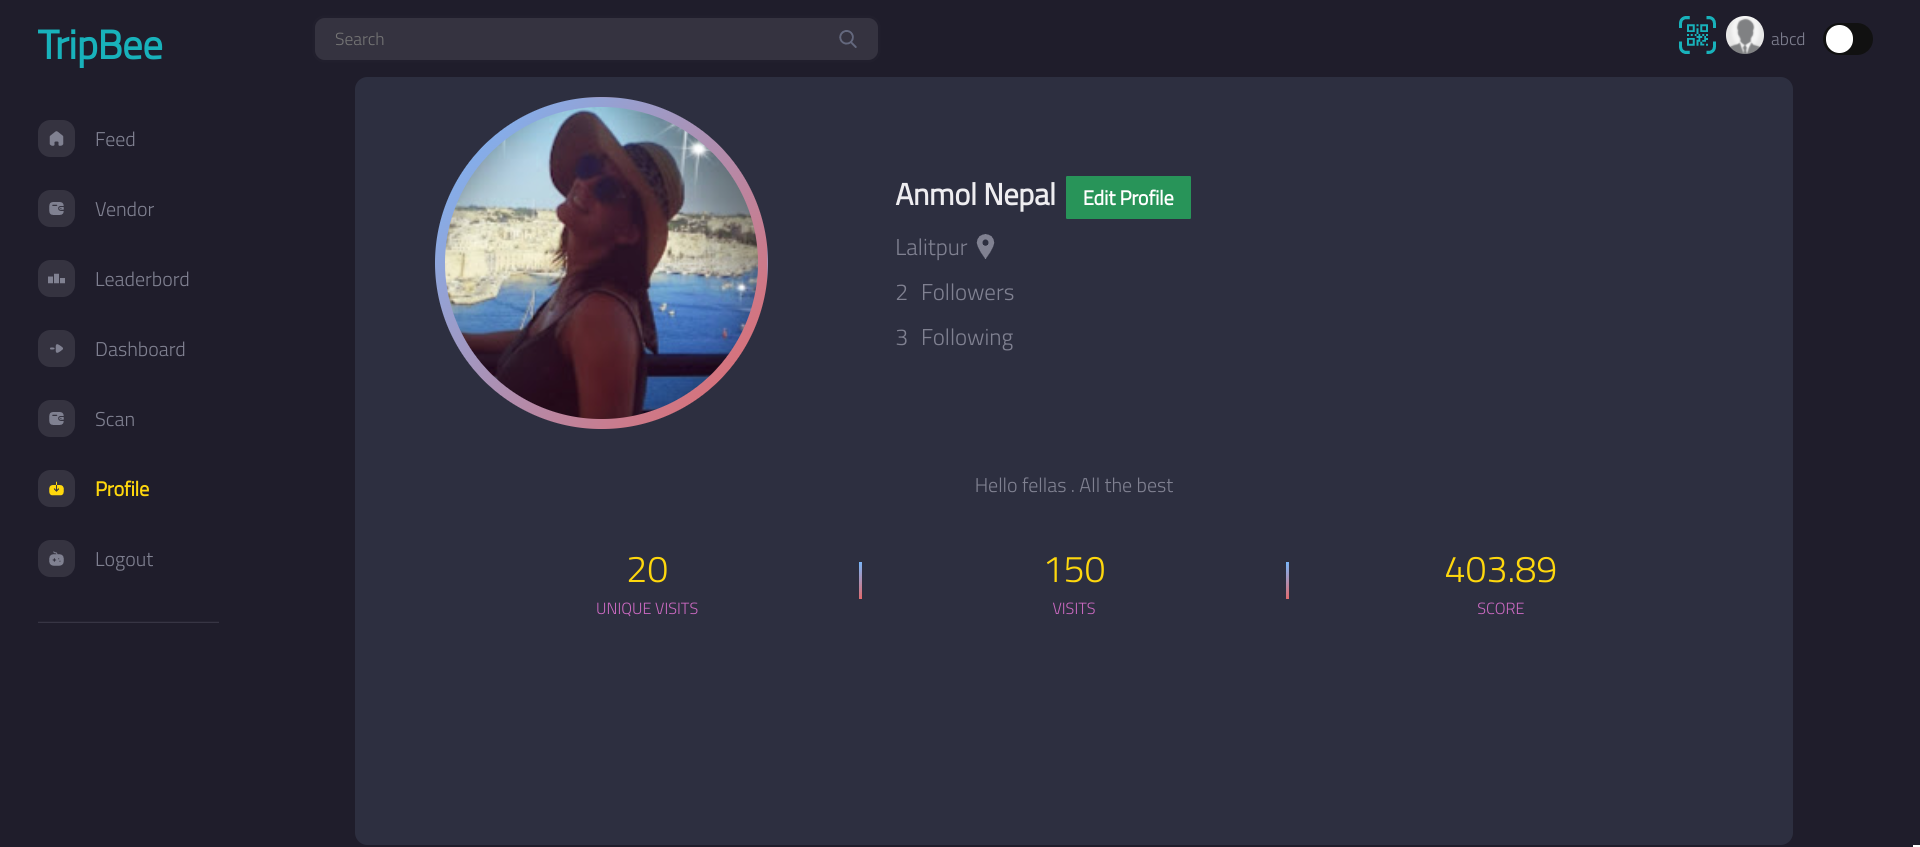 TripBee
Search
abcd
Feed
Vendor
Leaderbord
Dashboard
Scan
Profile
Logout
Anmol Nepal
Edit Profile
Lalitpur
2 Followers
3 Following
Hello fellas . All the best
20
UNIQUE VISITS
150
VISITS
403.89
SCORE